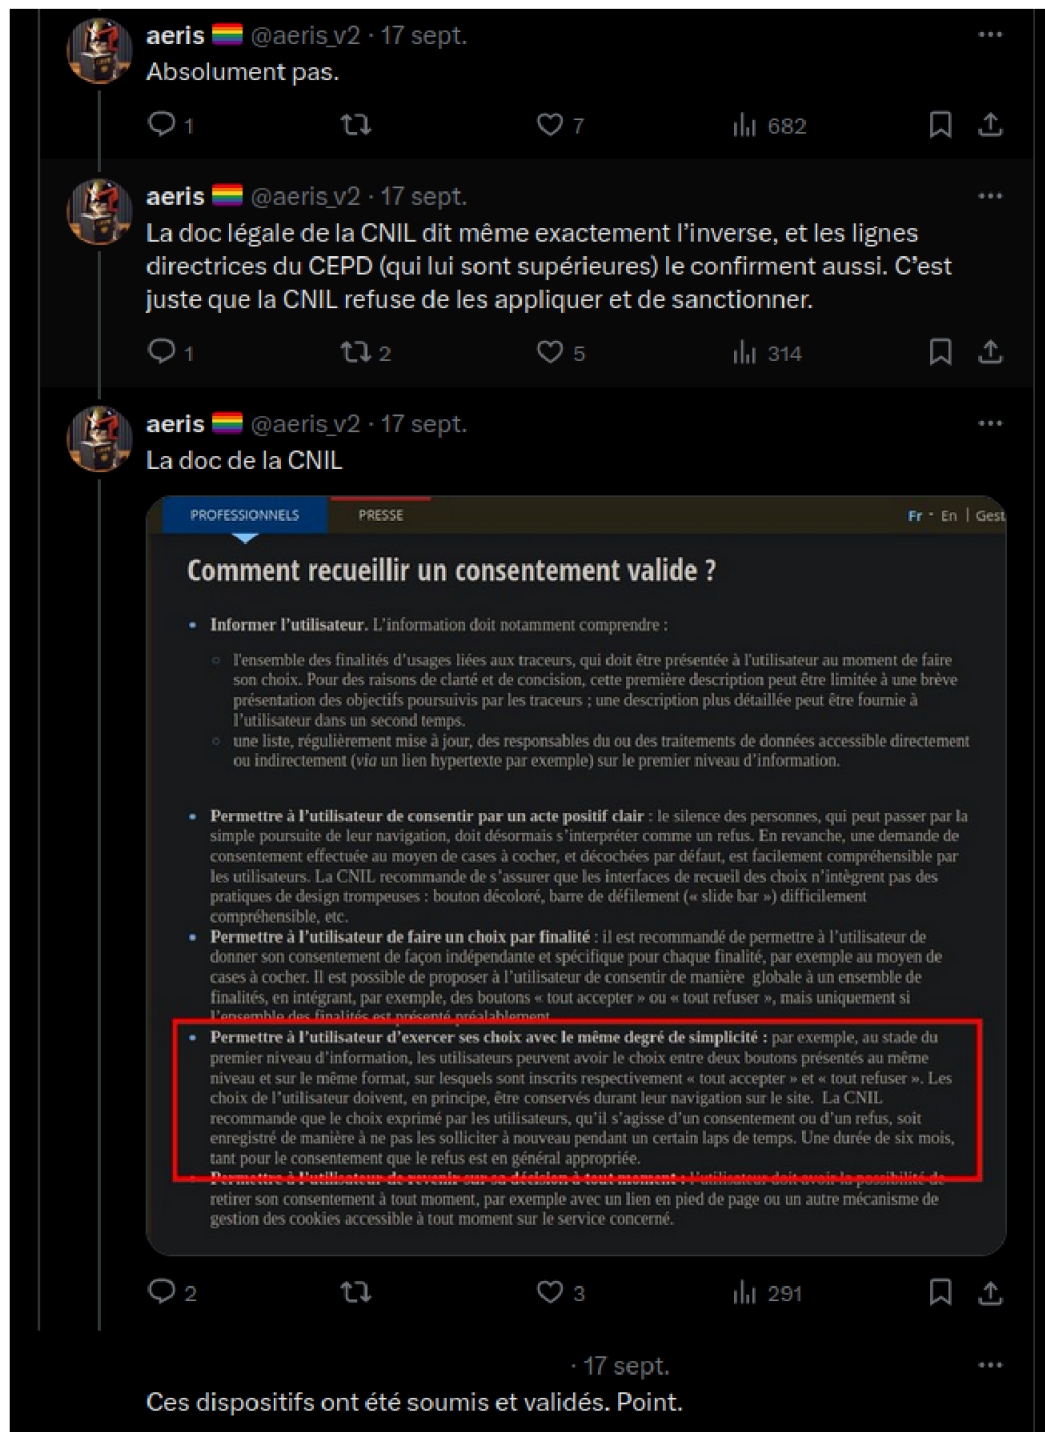 aeris 🏳️‍🌈 @aeris_v2 · 17 sept.
Absolument pas.
1 7 682
aeris 🏳️‍🌈 @aeris_v2 · 17 sept.
La doc légale de la CNIL dit même exactement l’inverse, et les lignes
directrices du CEPD (qui lui sont supérieures) le confirment aussi. C’est
juste que la CNIL refuse de les appliquer et de sanctionner.
1 2 5 314
aeris 🏳️‍🌈 @aeris_v2 · 17 sept.
La doc de la CNIL
PROFESSIONNELS PRESSE Fr - En | Gest
Comment recueillir un consentement valide ?
• Informer l’utilisateur. L’information doit notamment comprendre :
◦ l'ensemble des finalités d’usages liées aux traceurs, qui doit être présentée à l'utilisateur au moment de faire
son choix. Pour des raisons de clarté et de concision, cette première description peut être limitée à une brève
présentation des objectifs poursuivis par les traceurs ; une description plus détaillée peut être fournie à
l’utilisateur dans un second temps.
◦ une liste, régulièrement mise à jour, des responsables du ou des traitements de données accessible directement
ou indirectement (via un lien hypertexte par exemple) sur le premier niveau d’information.
• Permettre à l’utilisateur de consentir par un acte positif clair : le silence des personnes, qui peut passer par la
simple poursuite de leur navigation, doit désormais s’interpréter comme un refus. En revanche, une demande de
consentement effectuée au moyen de cases à cocher, et décochées par défaut, est facilement compréhensible par
les utilisateurs. La CNIL recommande de s’assurer que les interfaces de recueil des choix n’intègrent pas des
pratiques de design trompeuses : bouton décoloré, barre de défilement (« slide bar ») difficilement
compréhensible, etc.
• Permettre à l’utilisateur de faire un choix par finalité : il est recommandé de permettre à l’utilisateur de
donner son consentement de façon indépendante et spécifique pour chaque finalité, par exemple au moyen de
cases à cocher. Il est possible de proposer à l’utilisateur de consentir de manière globale à un ensemble de
finalités, en intégrant, par exemple, des boutons « tout accepter » ou « tout refuser », mais uniquement si
l’ensemble des finalités est présenté préalablement.
• Permettre à l’utilisateur d’exercer ses choix avec le même degré de simplicité : par exemple, au stade du
premier niveau d’information, les utilisateurs peuvent avoir le choix entre deux boutons présentés au même
niveau et sur le même format, sur lesquels sont inscrits respectivement « tout accepter » et « tout refuser ». Les
choix de l’utilisateur doivent, en principe, être conservés durant leur navigation sur le site. La CNIL
recommande que le choix exprimé par les utilisateurs, qu’il s’agisse d’un consentement ou d’un refus, soit
enregistré de manière à ne pas les solliciter à nouveau pendant un certain laps de temps. Une durée de six mois,
tant pour le consentement que le refus est en général appropriée.
• Permettre à l’utilisateur de revenir sur sa décision à tout moment : l’utilisateur doit avoir la possibilité de
retirer son consentement à tout moment, par exemple avec un lien en pied de page ou un autre mécanisme de
gestion des cookies accessible à tout moment sur le service concerné.
2 3 291
· 17 sept.
Ces dispositifs ont été soumis et validés. Point.